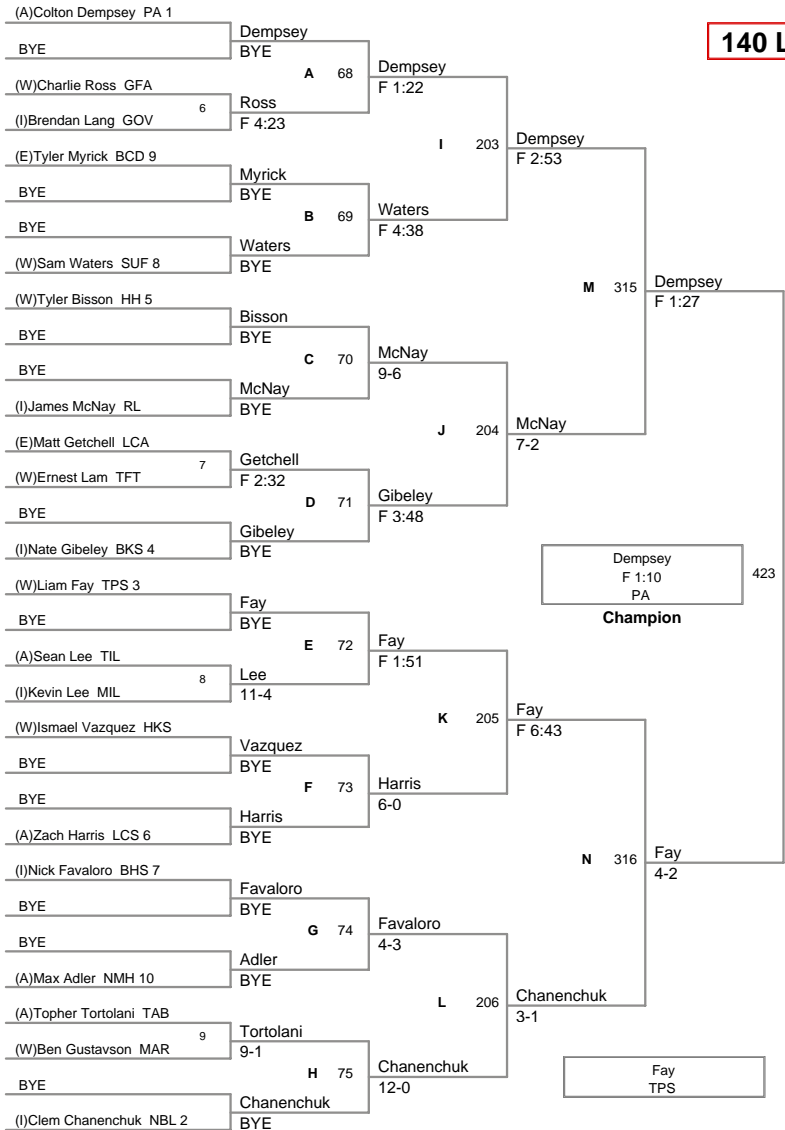 (A)Colton Dempsey PA 1
BYE
(W)Charlie Ross GFA
6
(I)Brendan Lang GOV
(E)Tyler Myrick BCD 9
BYE
BYE
(W)Sam Waters SUF 8
(W)Tyler Bisson HH 5
BYE
BYE
(I)James McNay RL
(E)Matt Getchell LCA
7
(W)Ernest Lam TFT
BYE
(I)Nate Gibeley BKS 4
(W)Liam Fay TPS 3
BYE
(A)Sean Lee TIL
8
(I)Kevin Lee MIL
(W)Ismael Vazquez HKS
BYE
BYE
(A)Zach Harris LCS 6
(I)Nick Favaloro BHS 7
BYE
BYE
(A)Max Adler NMH 10
(A)Topher Tortolani TAB
9
(W)Ben Gustavson MAR
BYE
(I)Clem Chanenchuk NBL 2
Dempsey
BYE
A 68
Ross
F 4:23
Myrick
BYE
B 69
Waters
BYE
Bisson
BYE
C 70
McNay
BYE
Getchell
F 2:32
D 71
Gibeley
BYE
Fay
BYE
E 72
Lee
11-4
Vazquez
BYE
F 73
Harris
BYE
Favaloro
BYE
G 74
Adler
BYE
Tortolani
9-1
H 75
Chanenchuk
BYE
Dempsey
F 1:22
I 203
Waters
F 4:38
McNay
9-6
J 204
Gibeley
F 3:48
Fay
F 1:51
K 205
Harris
6-0
Favaloro
4-3
L 206
Chanenchuk
12-0
Dempsey
F 2:53
M 315
McNay
7-2
Fay
F 6:43
N 316
Chanenchuk
3-1
140 L
Dempsey
F 1:27
Dempsey
F 1:10
PA
423
Champion
Fay
4-2
Fay
TPS